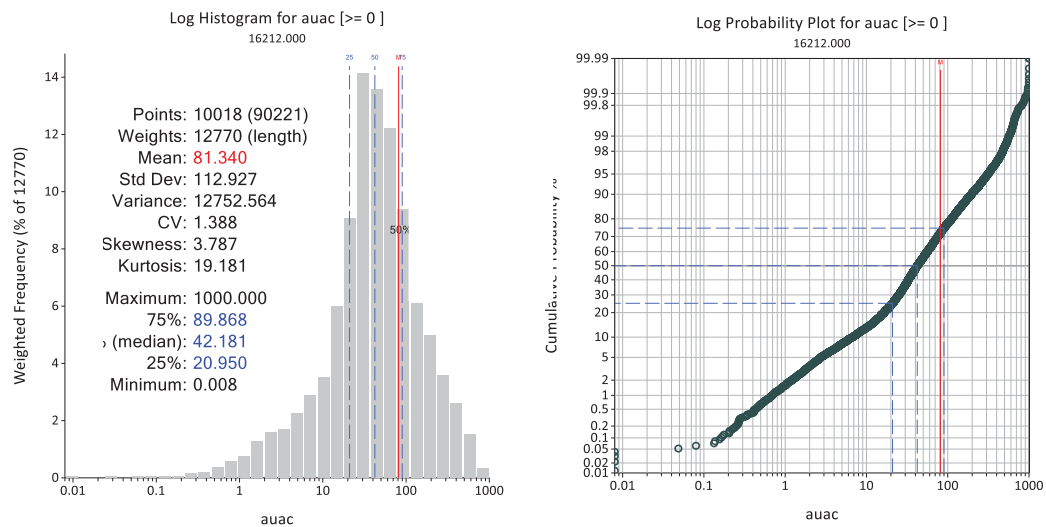 Log Histogram for auac [>= 0 ]
16212.000
25 50 M 75
14
12
10
8
6
4
2
0
Weighted Frequency (% of 12770)
Points: 10018 (90221)
Weights: 12770 (length)
Mean: 81.340
Std Dev: 112.927
Variance: 12752.564
CV: 1.388
Skewness: 3.787
Kurtosis: 19.181
Maximum: 1000.000
75%: 89.868
(median): 42.181
25%: 20.950
Minimum: 0.008
50%
0.01 0.1 1 10 100 1000
auac
Log Probability Plot for auac [>= 0 ]
16212.000
M
99.99
99.9
99.8
99
98
95
90
80
70
60
50
40
30
20
10
5
2
1
0.5
0.2
0.1
0.05
0.02
0.01
Cumulative Probability %
0.01 0.1 1 10 100 1000
auac